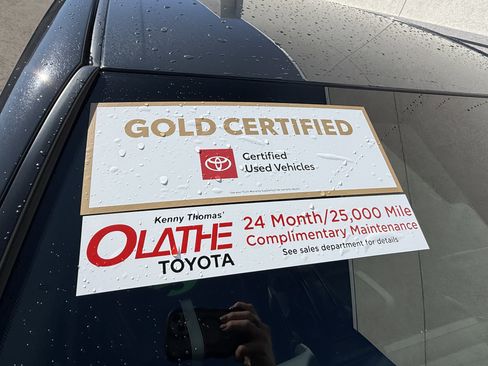 GOLD CERTIFIED
Certified
Used Vehicles
Kenny Thomas'
OLATHE
TOYOTA
24 Month/25,000 Mile
Complimentary Maintenance
See sales department for details